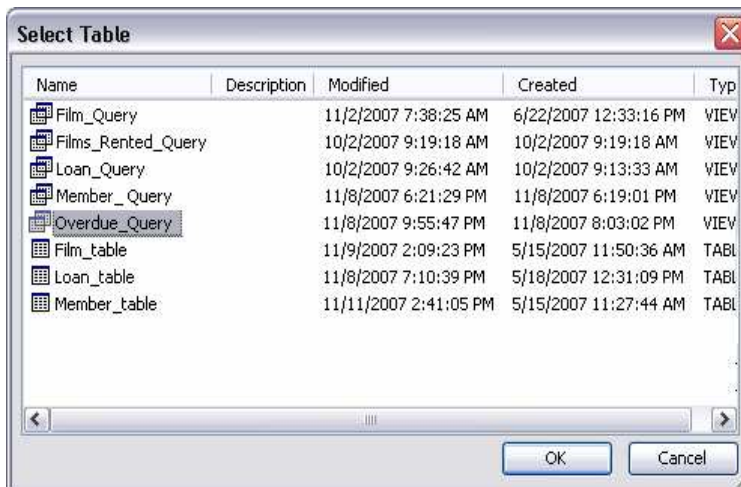 Select Table
Name Description Modified Created Typ
Film_Query 11/2/2007 7:38:25 AM 6/22/2007 12:33:16 PM VIEV
Films_Rented_Query 10/2/2007 9:19:18 AM 10/2/2007 9:19:18 AM VIEV
Loan_Query 10/2/2007 9:26:42 AM 10/2/2007 9:13:33 AM VIEV
Member_ Query 11/8/2007 6:21:29 PM 11/8/2007 6:19:01 PM VIEV
Overdue_Query 11/8/2007 9:55:47 PM 11/8/2007 8:03:02 PM VIEV
Film_table 11/9/2007 2:09:23 PM 5/15/2007 11:50:36 AM TABL
Loan_table 11/8/2007 7:10:39 PM 5/18/2007 12:31:09 PM TABL
Member_table 11/11/2007 2:41:05 PM 5/15/2007 11:27:44 AM TABL
OK Cancel